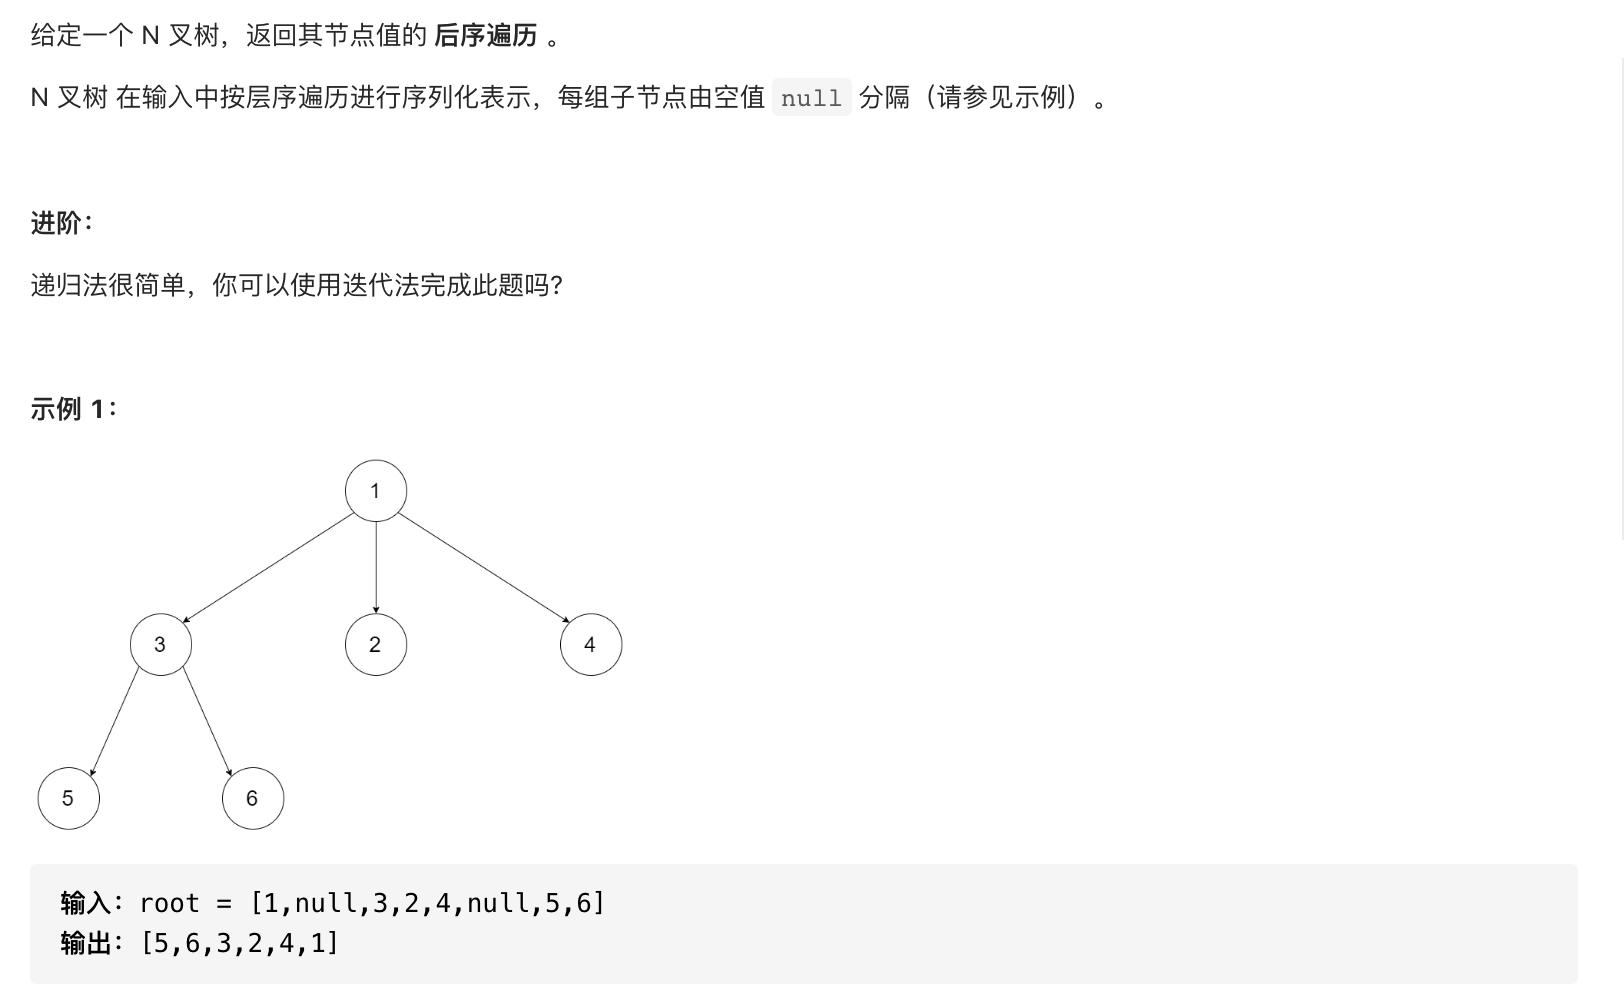 给定一个 N 叉树，返回其节点值的 后序遍历 。
N 叉树 在输入中按层序遍历进行序列化表示，每组子节点由空值 null 分隔（请参见示例）。
进阶：
递归法很简单，你可以使用迭代法完成此题吗?
示例 1：
1
3 2 4
5 6
输入：root = [1,null,3,2,4,null,5,6]
输出：[5,6,3,2,4,1]